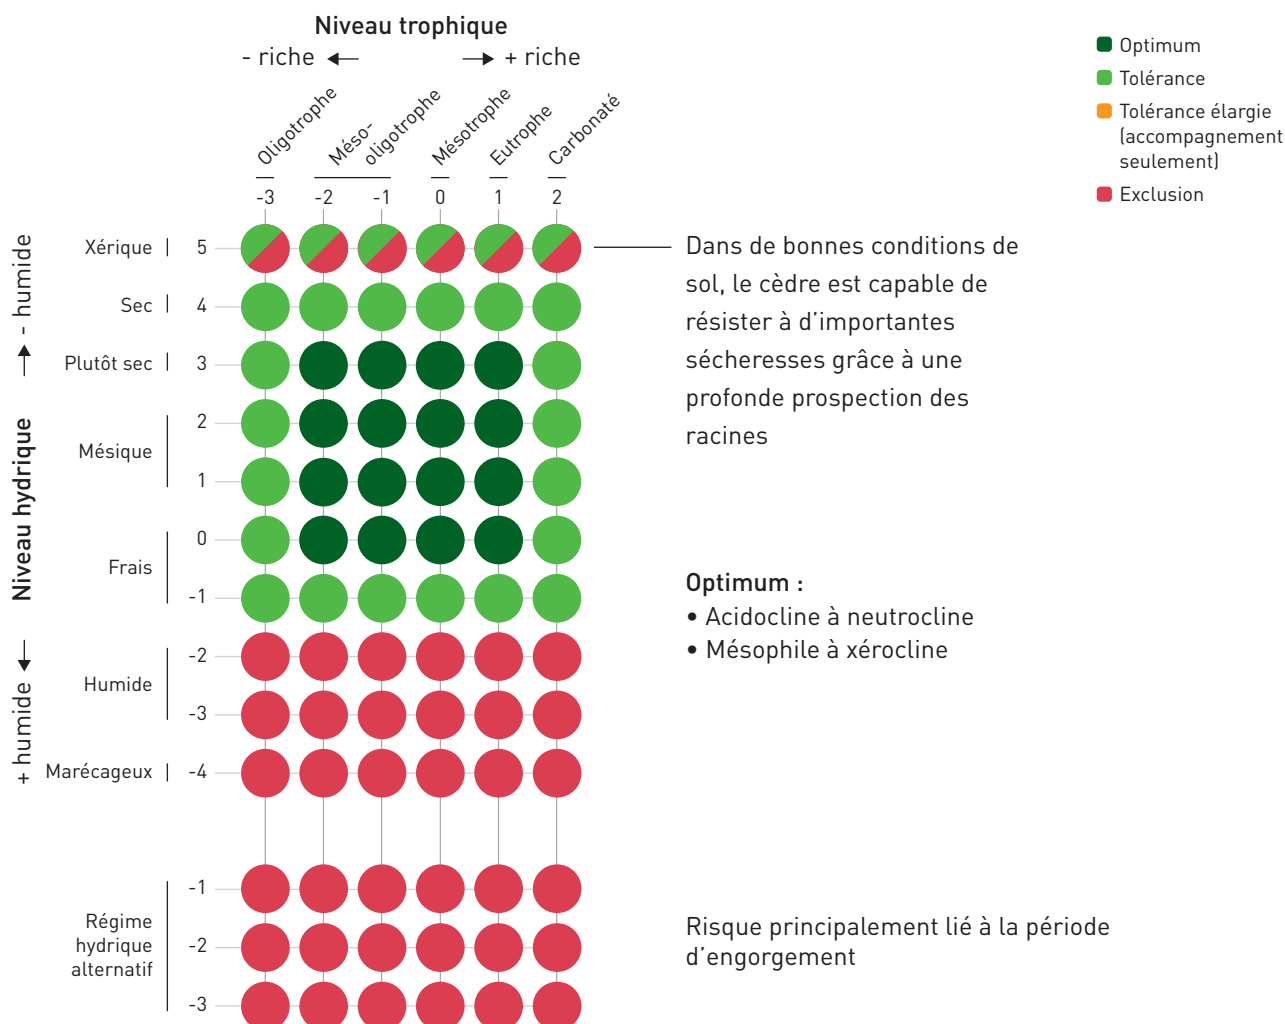 Niveau trophique
- riche ← → + riche
Oligotrophe
Méso-
oligotrophe
Mésotrophe
Eutrophe
Carbonaté
-3 -2 -1 0 1 2
Optimum
Tolérance
Tolérance élargie
(accompagnement
seulement)
Exclusion
Niveau hydrique
→ - humide
+ humide ←
Xérique 5
Sec 4
Plutôt sec 3
2
Mésique
1
0
Frais
-1
-2
Humide
-3
Marécageux -4
-1
Régime
hydrique
alternatif
-2
-3
Dans de bonnes conditions de
sol, le cèdre est capable de
résister à d’importantes
sécheresses grâce à une
profonde prospection des
racines
Optimum :
• Acidocline à neutrocline
• Mésophile à xérocline
Risque principalement lié à la période
d’engorgement